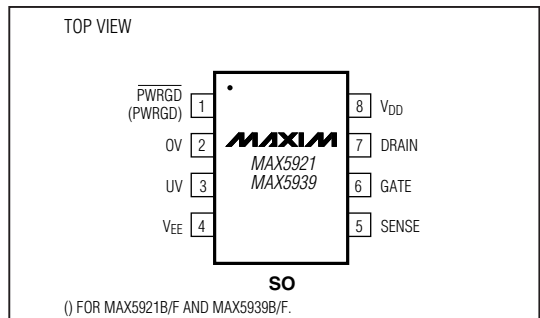 TOP VIEW
PWRGD
(PWRGD) 1
OV 2
UV 3
VEE 4
MAXIM
MAX5921
MAX5939
8 VDD
7 DRAIN
6 GATE
5 SENSE
SO
() FOR MAX5921B/F AND MAX5939B/F.